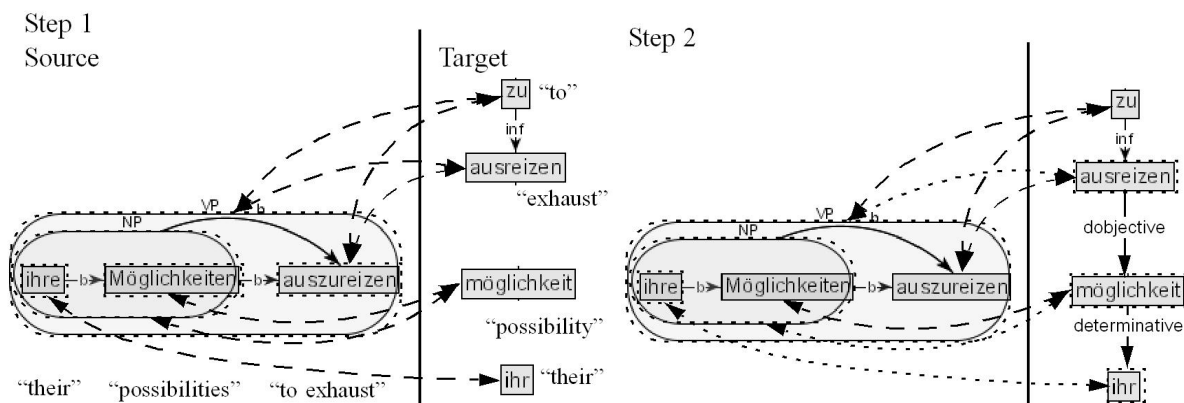 Step 1
Source
Target
zu "to"
inf
ausreizen
"exhaust"
VP b
NP
ihre b Möglichkeiten b auszureizen
möglichkeit
"possibility"
ihr "their"
"their" "possibilities" "to exhaust"
Step 2
zu
inf
ausreizen
dobjective
VP b
NP
ihre b Möglichkeiten b auszureizen
möglichkeit
determinative
ihr